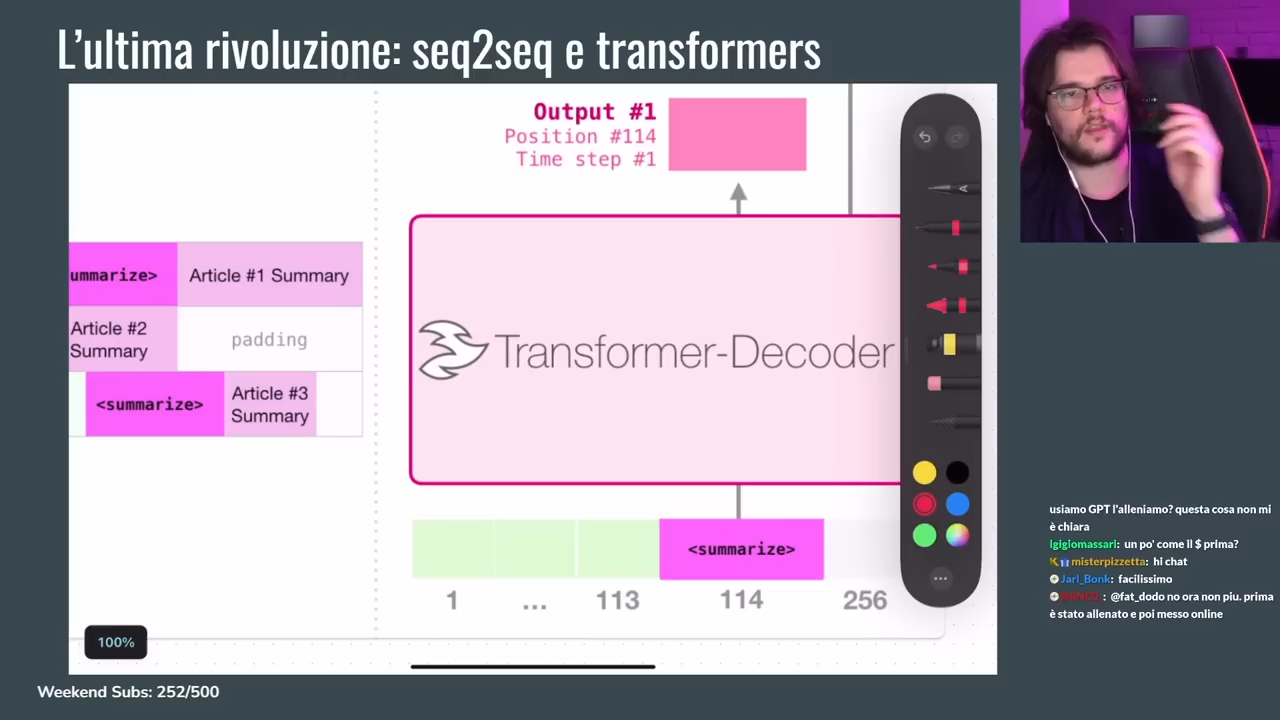 L'ultima rivoluzione: seq2seq e transformers
Output #1
Position #114
Time step #1
ummarize>
Article #1 Summary
Article #2
Summary
padding
<summarize>
Article #3
Summary
Transformer-Decoder
<summarize>
1
...
113
114
256
100%
Weekend Subs: 252/500
usiamo GPT l'alleniamo? questa cosa non mi
è chiara
lgigiomassari: un po' come il $ prima?
misterpizzetta: hi chat
Jarl_Bonk: facilissimo
: @fat_dodo no ora non piu. prima
è stato allenato e poi messo online